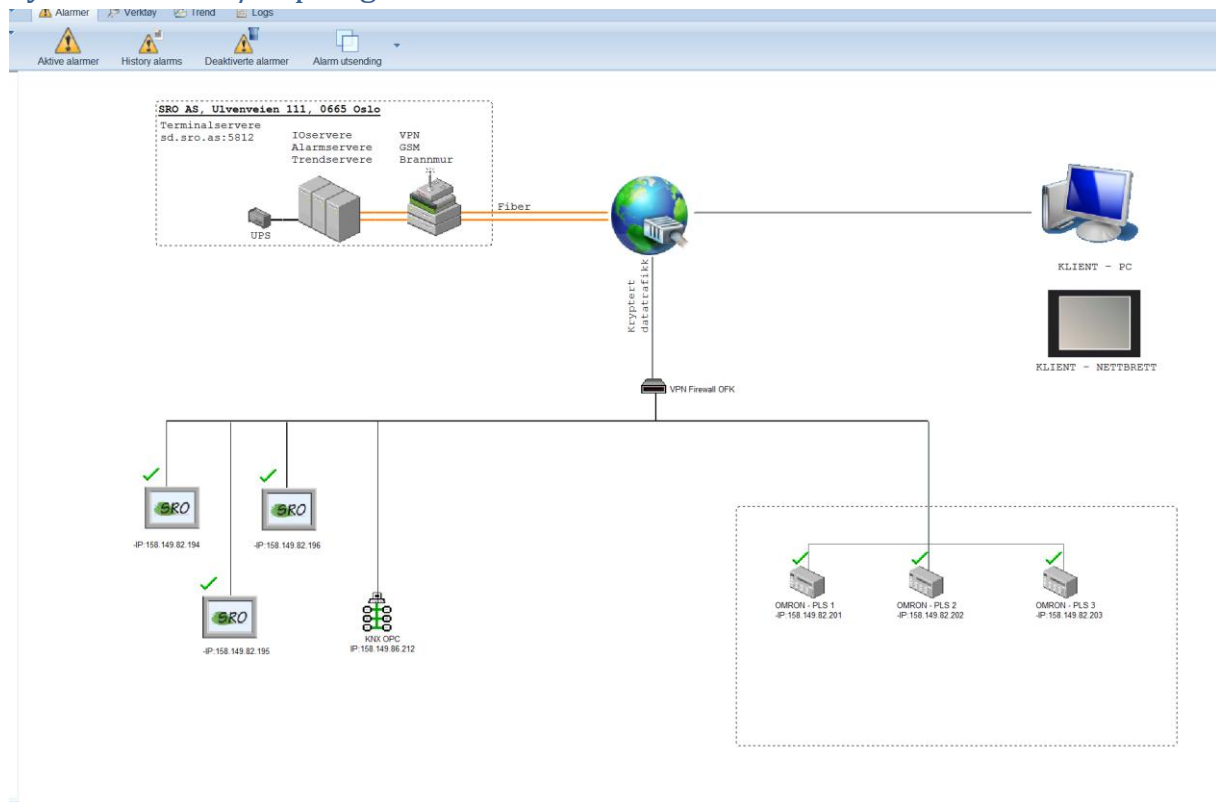 Alarmer Verktøy Trend Logs
Aktive alarmer History alarms Deaktiverte alarmer Alarm utsending
SRO AS, Ulvenveien 111, 0665 Oslo
Terminalservere
sd.sro.as:5812
IOservere
Alarmservere
Trendservere
VPN
GSM
Brannmur
UPS
Fiber
Kryptert
datatrafikk
KLIENT - PC
KLIENT - NETTBRETT
VPN Firewall OFK
SRO
-IP:158.149.82.194
SRO
-IP:158.149.82.196
SRO
-IP:158.149.82.195
KNX OPC
IP:158.149.86.212
OMRON - PLS 1
-IP:158.149.82.201
OMRON - PLS 2
-IP:158.149.82.202
OMRON - PLS 3
-IP:158.149.82.203